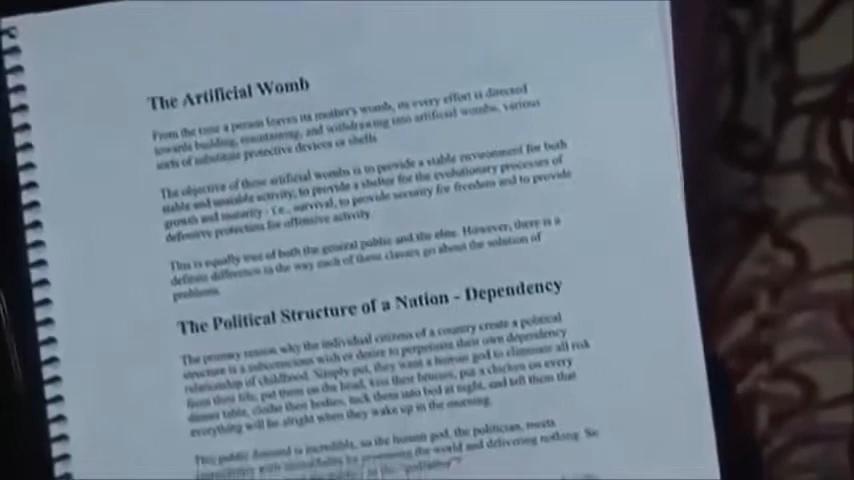 The Artificial Womb
From the time a person leaves its mother's womb, its every effort is directed
towards building, maintaining, and withdrawing into artificial wombs, various
sorts of substitute protective devices or shells.
The objective of these artificial wombs is to provide a stable environment for both
stable and unstable activity; to provide a shelter for the evolutionary processes of
growth and maturity - i.e., survival; to provide security for freedom and to provide
defensive protection for offensive activity.
This is equally true of both the general public and the elite. However, there is a
definite difference in the way each of these classes go about the solution of
problems.
The Political Structure of a Nation - Dependency
The primary reason why the individual citizens of a country create a political
structure is a subconscious wish or desire to perpetuate their own dependency
relationship of childhood. Simply put, they want a human god to eliminate all risk
from their life, pat them on the head, kiss their bruises, put a chicken on every
dinner table, clothe their bodies, tuck them into bed at night, and tell them that
everything will be alright when they wake up in the morning.
This public demand is incredible, so the human god, the politician, meets
by promising the world and delivering nothing. So